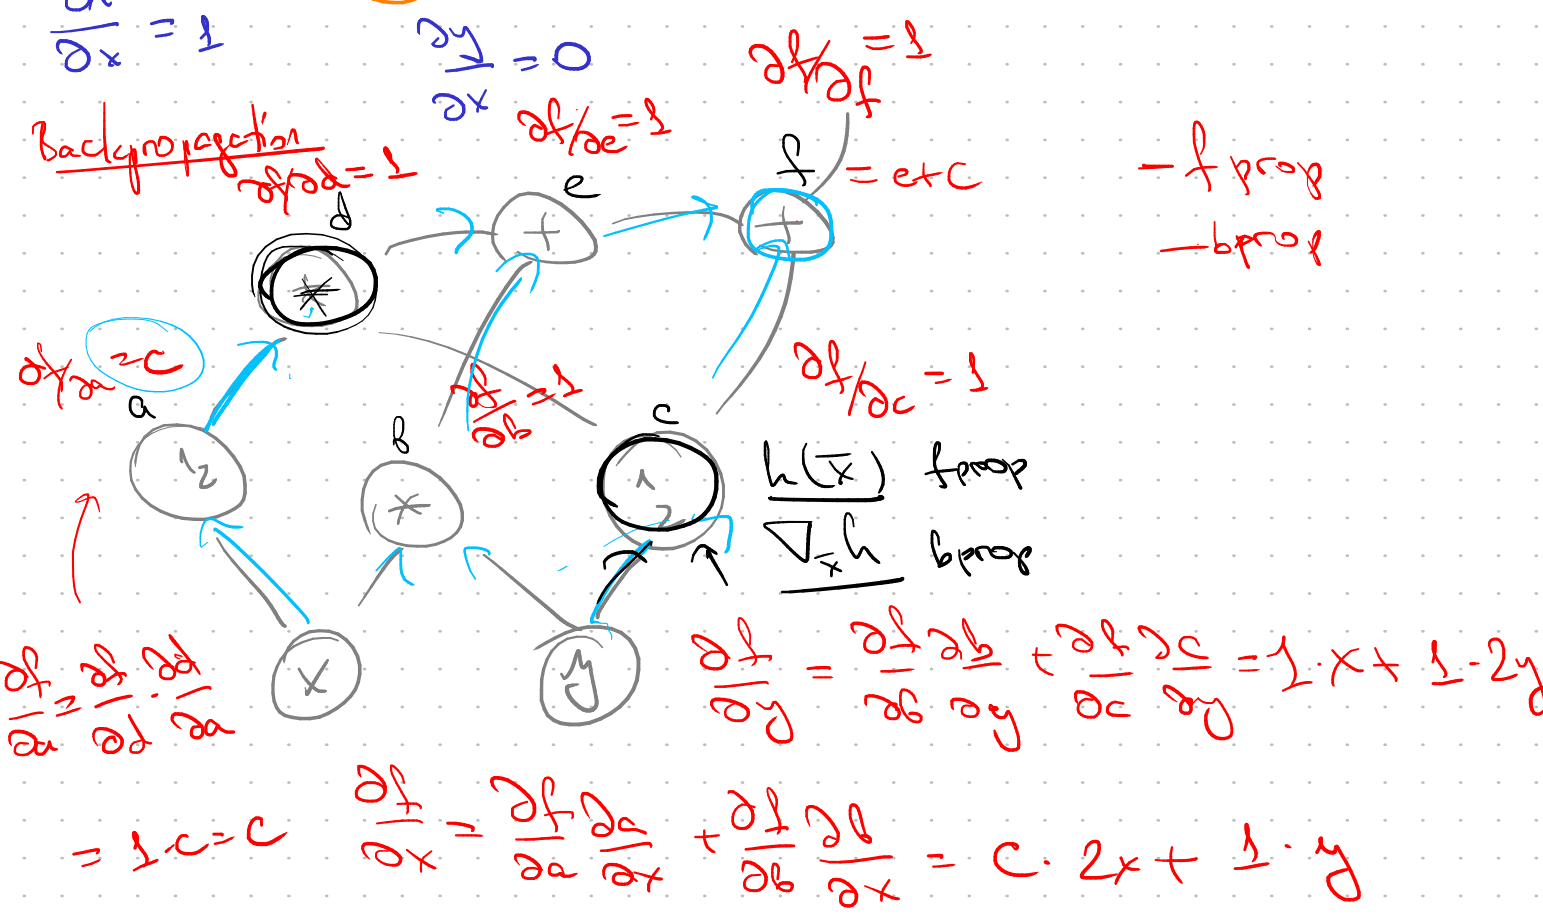 ∂x = 1
∂y/∂x = 0
∂f/∂f = 1
Backpropagation
∂f/∂e = 1
∂f/∂d = 1
d
e
f
= e+c
- f prop
- bprop
*
+
+
∂f/∂a = c
∂f/∂b = 1
∂f/∂c = 1
a
b
c
*
h(x̄) fprop
∇x̄ h bprop
x
y
∂f/∂a = ∂f/∂d · ∂d/∂a
= 1·c = c
∂f/∂y = ∂f/∂b ∂b/∂y + ∂f/∂c ∂c/∂y = 1·x + 1·2y
∂f/∂x = ∂f/∂a ∂a/∂x + ∂f/∂b ∂b/∂x = c·2x + 1·y